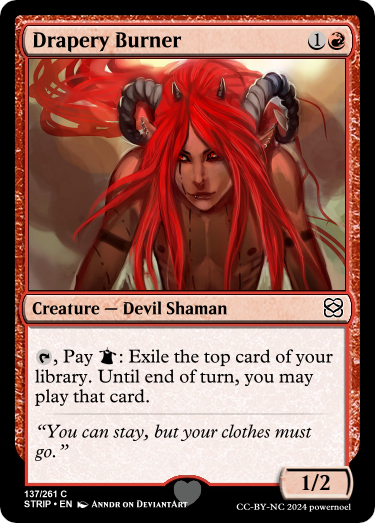 Drapery Burner 1
Creature — Devil Shaman
, Pay : Exile the top card of your
library. Until end of turn, you may
play that card.
“You can stay, but your clothes must
go.”
1/2
137/261 C
STRIP • EN Anndr on DeviantArt
CC-BY-NC 2024 powernoel